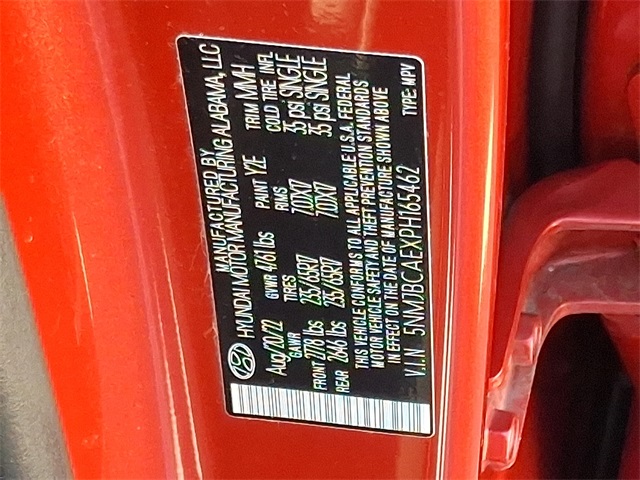 MANUFACTURED BY
HYUNDAI MOTOR MANUFACTURING ALABAMA, LLC
Aug/20/22 GVWR 4761 lbs PAINT Y2E TRIM MMH
GAWR TIRES RIMS COLD TIRE INFL
FRONT 2778 lbs 235/65R17 7.0JX17 35 psi SINGLE
REAR 2646 lbs 235/65R17 7.0JX17 35 psi SINGLE
THIS VEHICLE CONFORMS TO ALL APPLICABLE U.S.A. FEDERAL
MOTOR VEHICLE SAFETY AND THEFT PREVENTION STANDARDS
IN EFFECT ON THE DATE OF MANUFACTURE SHOWN ABOVE
V.I.N. 5NMJBCAEXPH165462 TYPE: MPV